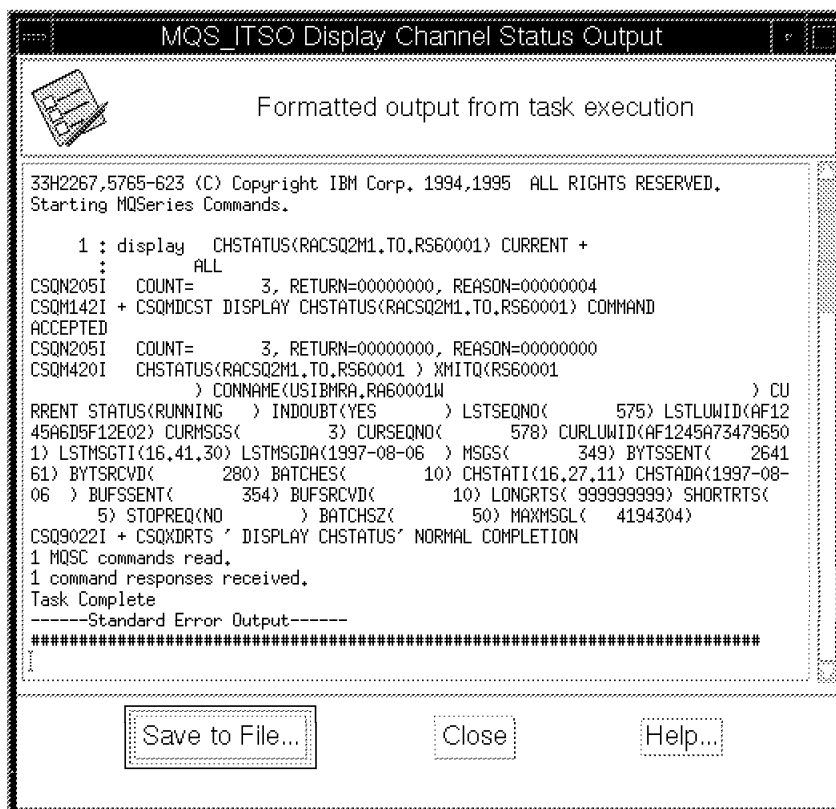 MQS_ITSO Display Channel Status Output
Formatted output from task execution
33H2267,5765-623 (C) Copyright IBM Corp. 1994,1995  ALL RIGHTS RESERVED.
Starting MQSeries Commands.
     1 : display   CHSTATUS(RACSQ2M1.TO.RS60001) CURRENT +
       :         ALL
CSQN205I   COUNT=       3, RETURN=00000000, REASON=00000004
CSQM142I + CSQMDCST DISPLAY CHSTATUS(RACSQ2M1.TO.RS60001) COMMAND
ACCEPTED
CSQN205I   COUNT=       3, RETURN=00000000, REASON=00000000
CSQM420I   CHSTATUS(RACSQ2M1.TO.RS60001 ) XMITQ(RS60001
                 ) CONNAME(USIBMRA.RA60001W                                ) CU
RRENT STATUS(RUNNING   ) INDOUBT(YES       ) LSTSEQNO(       575) LSTLUWID(AF12
45A6D5F12E02) CURMSGS(         3) CURSEQNO(       578) CURLUWID(AF1245A73479650
1) LSTMSGTI(16.41.30) LSTMSGDA(1997-08-06  ) MSGS(       349) BYTSSENT(    2641
61) BYTSRCVD(       280) BATCHES(        10) CHSTATI(16.27.11) CHSTADA(1997-08-
06  ) BUFSSENT(       354) BUFSRCVD(        10) LONGRTS( 999999999) SHORTRTS(
       5) STOPREQ(NO        ) BATCHSZ(        50) MAXMSGL(   4194304)
CSQ9022I + CSQXDRTS ' DISPLAY CHSTATUS' NORMAL COMPLETION
1 MQSC commands read.
1 command responses received.
Task Complete
------Standard Error Output------
############################################################################
Save to File...
Close
Help...